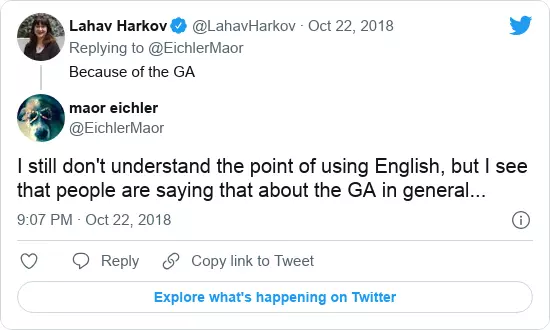 Lahav Harkov @LahavHarkov · Oct 22, 2018
Replying to @EichlerMaor
Because of the GA
maor eichler
@EichlerMaor
I still don't understand the point of using English, but I see
that people are saying that about the GA in general...
9:07 PM · Oct 22, 2018
Reply Copy link to Tweet
Explore what's happening on Twitter